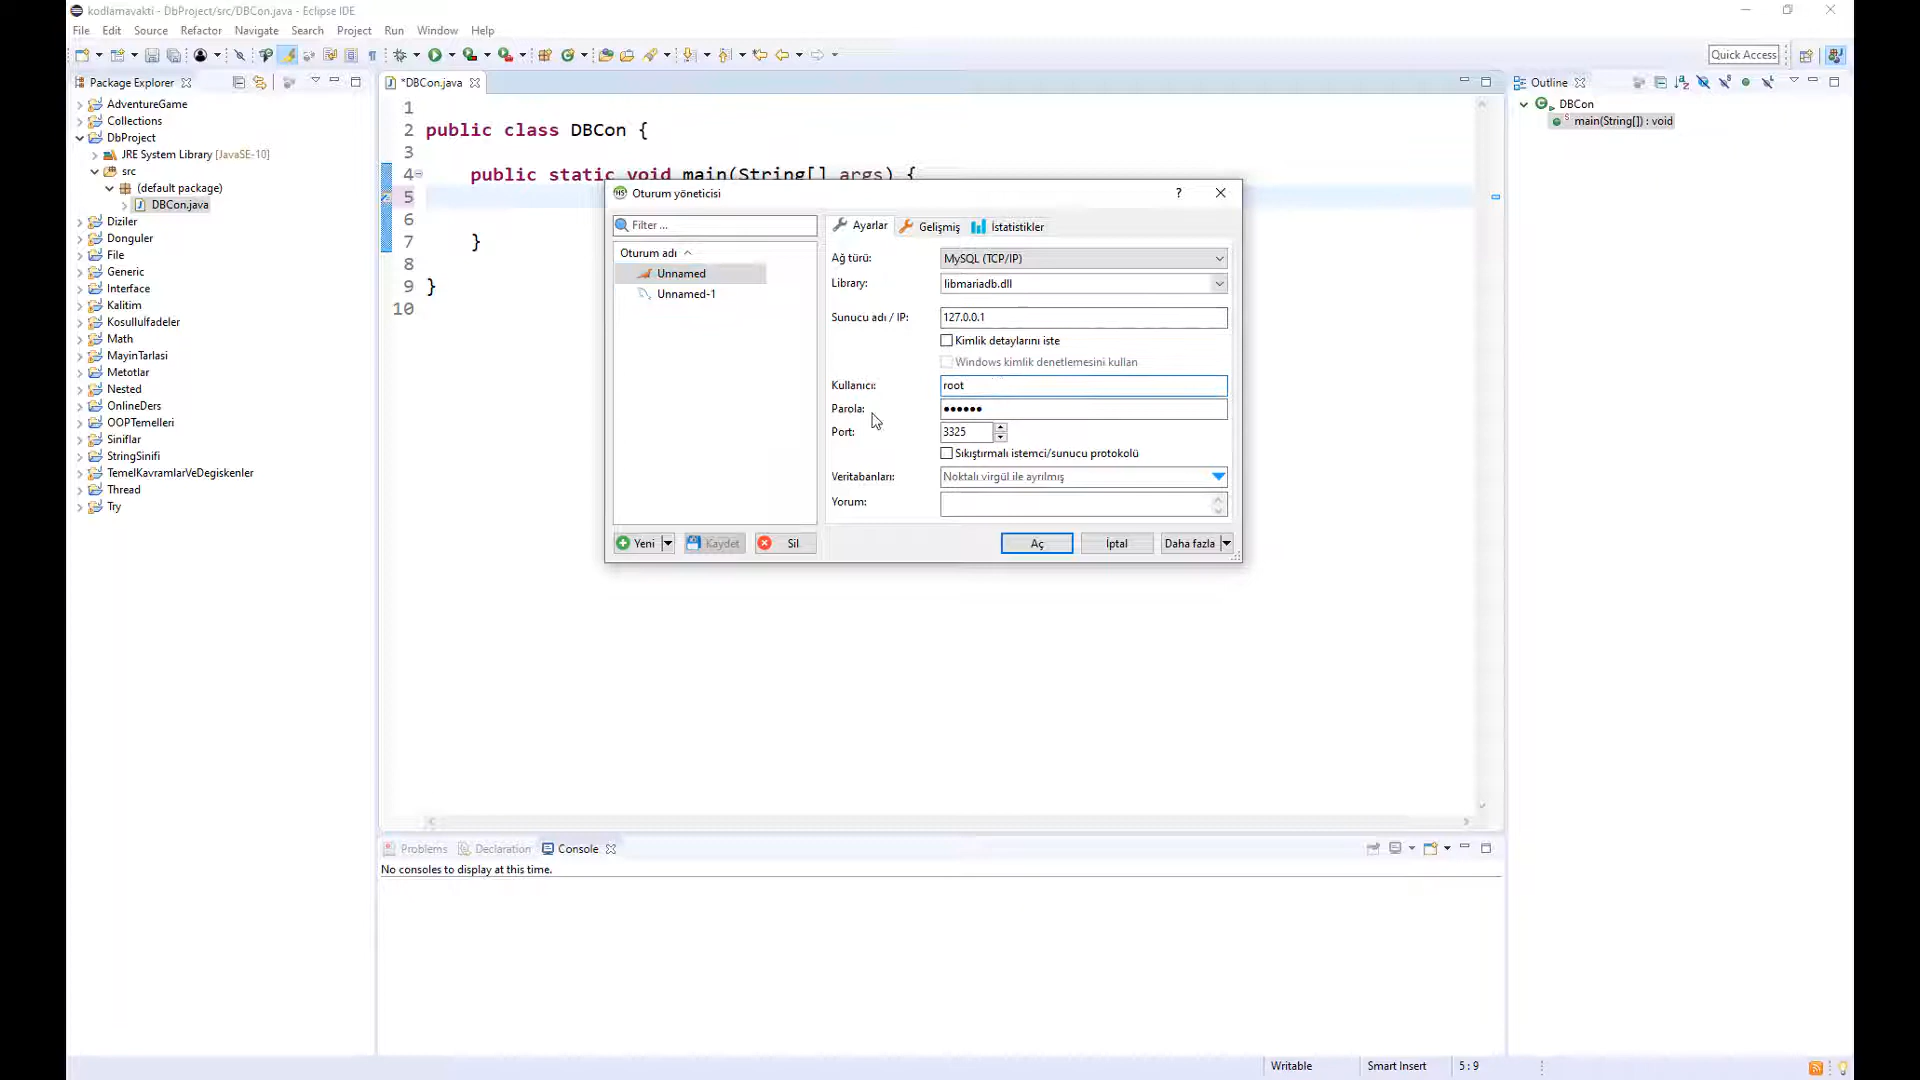 kodlamavakti - DbProject/src/DBCon.java - Eclipse IDE
File Edit Source Refactor Navigate Search Project Run Window Help
Quick Access
Package Explorer
AdventureGame
Collections
DbProject
JRE System Library [JavaSE-10]
src
(default package)
DBCon.java
Diziler
Donguler
File
Generic
Interface
Kalitim
Kosullulfadeler
Math
MayinTarlasi
Metotlar
Nested
OnlineDers
OOPTemelleri
Siniflar
StringSinifi
TemelKavramlarVeDegiskenler
Thread
Try
*DBCon.java
1
2 public class DBCon {
3
4 public static void main(String[] args) {
5
6
7 }
8
9 }
10
Oturum yöneticisi
Filter ...
Oturum adı
Unnamed
Unnamed-1
Yeni Kaydet Sil
Ayarlar Gelişmiş İstatistikler
Ağ türü: MySQL (TCP/IP)
Library: libmariadb.dll
Sunucu adı / IP: 127.0.0.1
Kimlik detaylarını iste
Windows kimlik denetlemesini kullan
Kullanıcı: root
Parola: ••••••
Port: 3325
Sıkıştırmalı istemci/sunucu protokolü
Veritabanları: Noktalı virgül ile ayrılmış
Yorum:
Aç İptal Daha fazla
Outline
DBCon
main(String[]) : void
Problems Declaration Console
No consoles to display at this time.
Writable Smart Insert 5 : 9